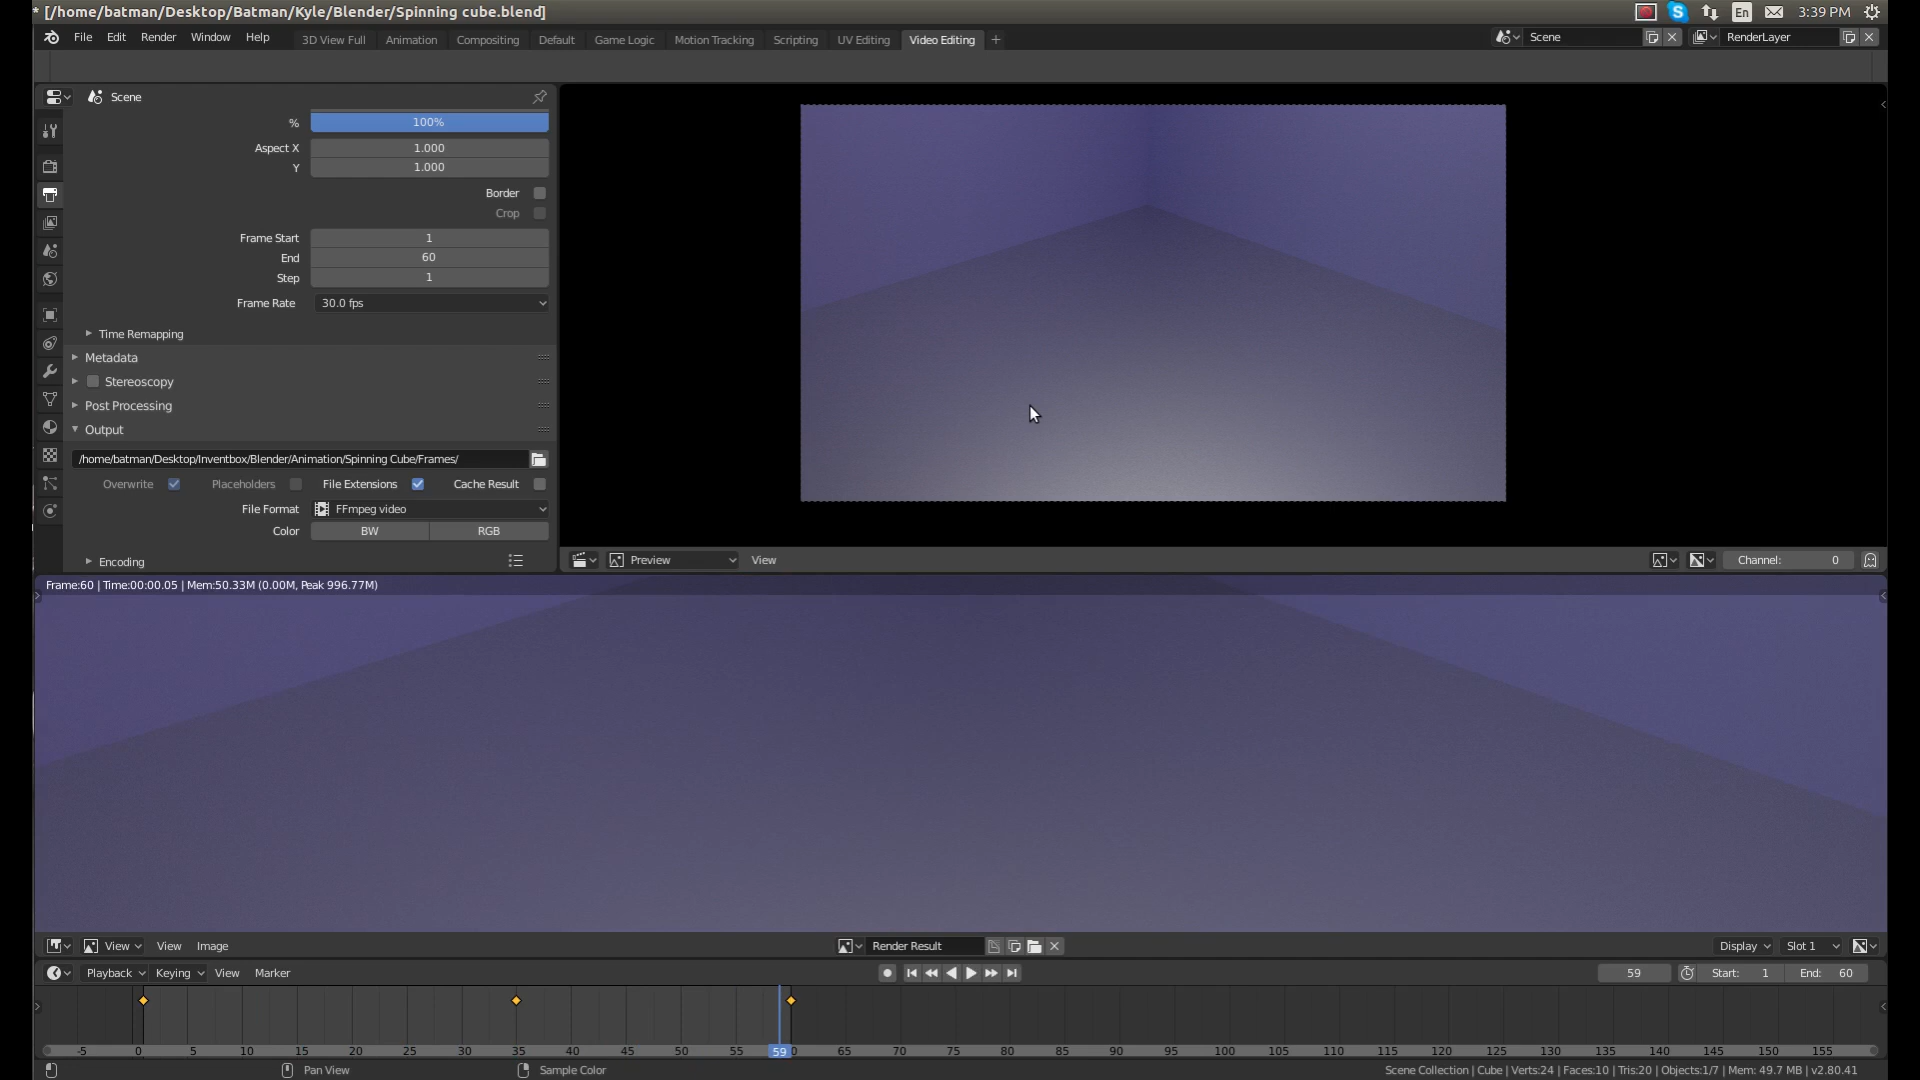 * [/home/batman/Desktop/Batman/Kyle/Blender/Spinning cube.blend]
En 3:39 PM
File Edit Render Window Help 3D View Full Animation Compositing Default Game Logic Motion Tracking Scripting UV Editing Video Editing + Scene RenderLayer
Scene
% 100%
Aspect X 1.000
Y 1.000
Border
Crop
Frame Start 1
End 60
Step 1
Frame Rate 30.0 fps
Time Remapping
Metadata
Stereoscopy
Post Processing
Output
/home/batman/Desktop/Inventbox/Blender/Animation/Spinning Cube/Frames/
Overwrite Placeholders File Extensions Cache Result
File Format FFmpeg video
Color BW RGB
Encoding
Preview View Channel: 0
Frame:60 | Time:00:00.05 | Mem:50.33M (0.00M, Peak 996.77M)
View View Image Render Result Display Slot 1
Playback Keying View Marker 59 Start: 1 End: 60
-5 0 5 10 15 20 25 30 35 40 45 50 55 59 0 65 70 75 80 85 90 95 100 105 110 115 120 125 130 135 140 145 150 155
Pan View Sample Color Scene Collection | Cube | Verts:24 | Faces:10 | Tris:20 | Objects:1/7 | Mem: 49.7 MB | v2.80.41